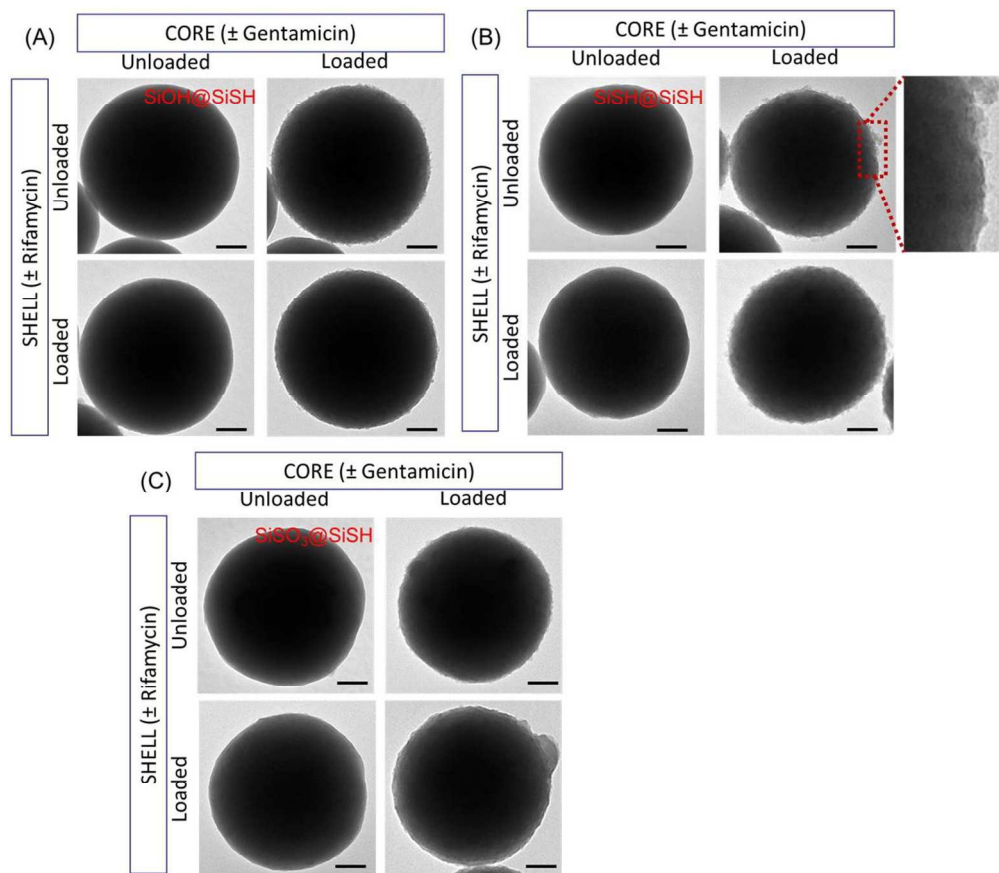 (A)
CORE (± Gentamicin)
Unloaded Loaded
SHELL (± Rifamycin)
Unloaded
Loaded
SiOH@SiSH
(B)
CORE (± Gentamicin)
Unloaded Loaded
SHELL (± Rifamycin)
Unloaded
Loaded
SiSH@SiSH
(C)
CORE (± Gentamicin)
Unloaded Loaded
SHELL (± Rifamycin)
Unloaded
Loaded
SiSO₃@SiSH